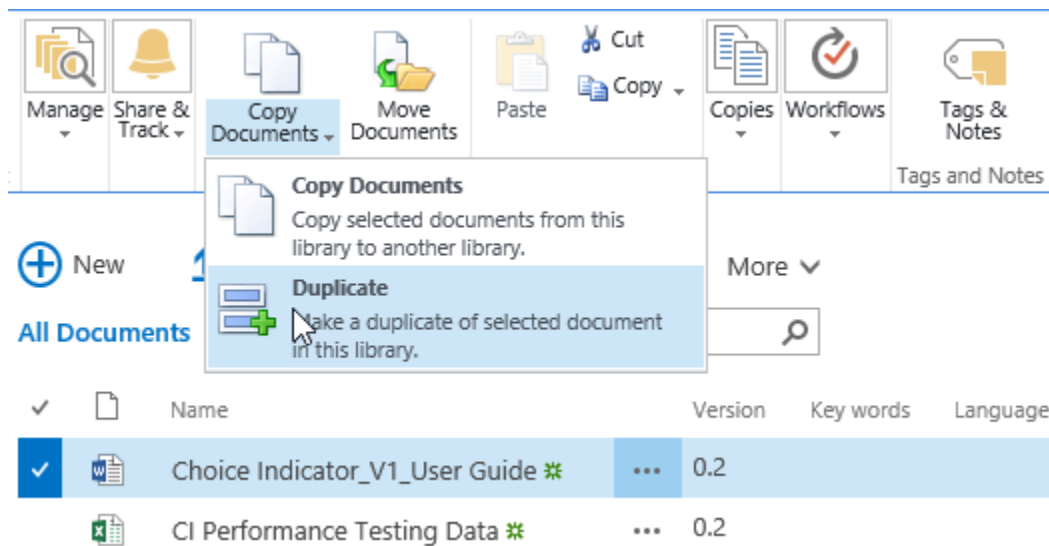 Cut
Copy
Manage
Share &
Track
Copy
Documents
Move
Documents
Paste
Copies
Workflows
Tags &
Notes
Tags and Notes
Copy Documents
Copy selected documents from this
library to another library.
New
More
Duplicate
Make a duplicate of selected document
in this library.
All Documents
Name
Version
Key words
Language
Choice Indicator_V1_User Guide
0.2
CI Performance Testing Data
0.2